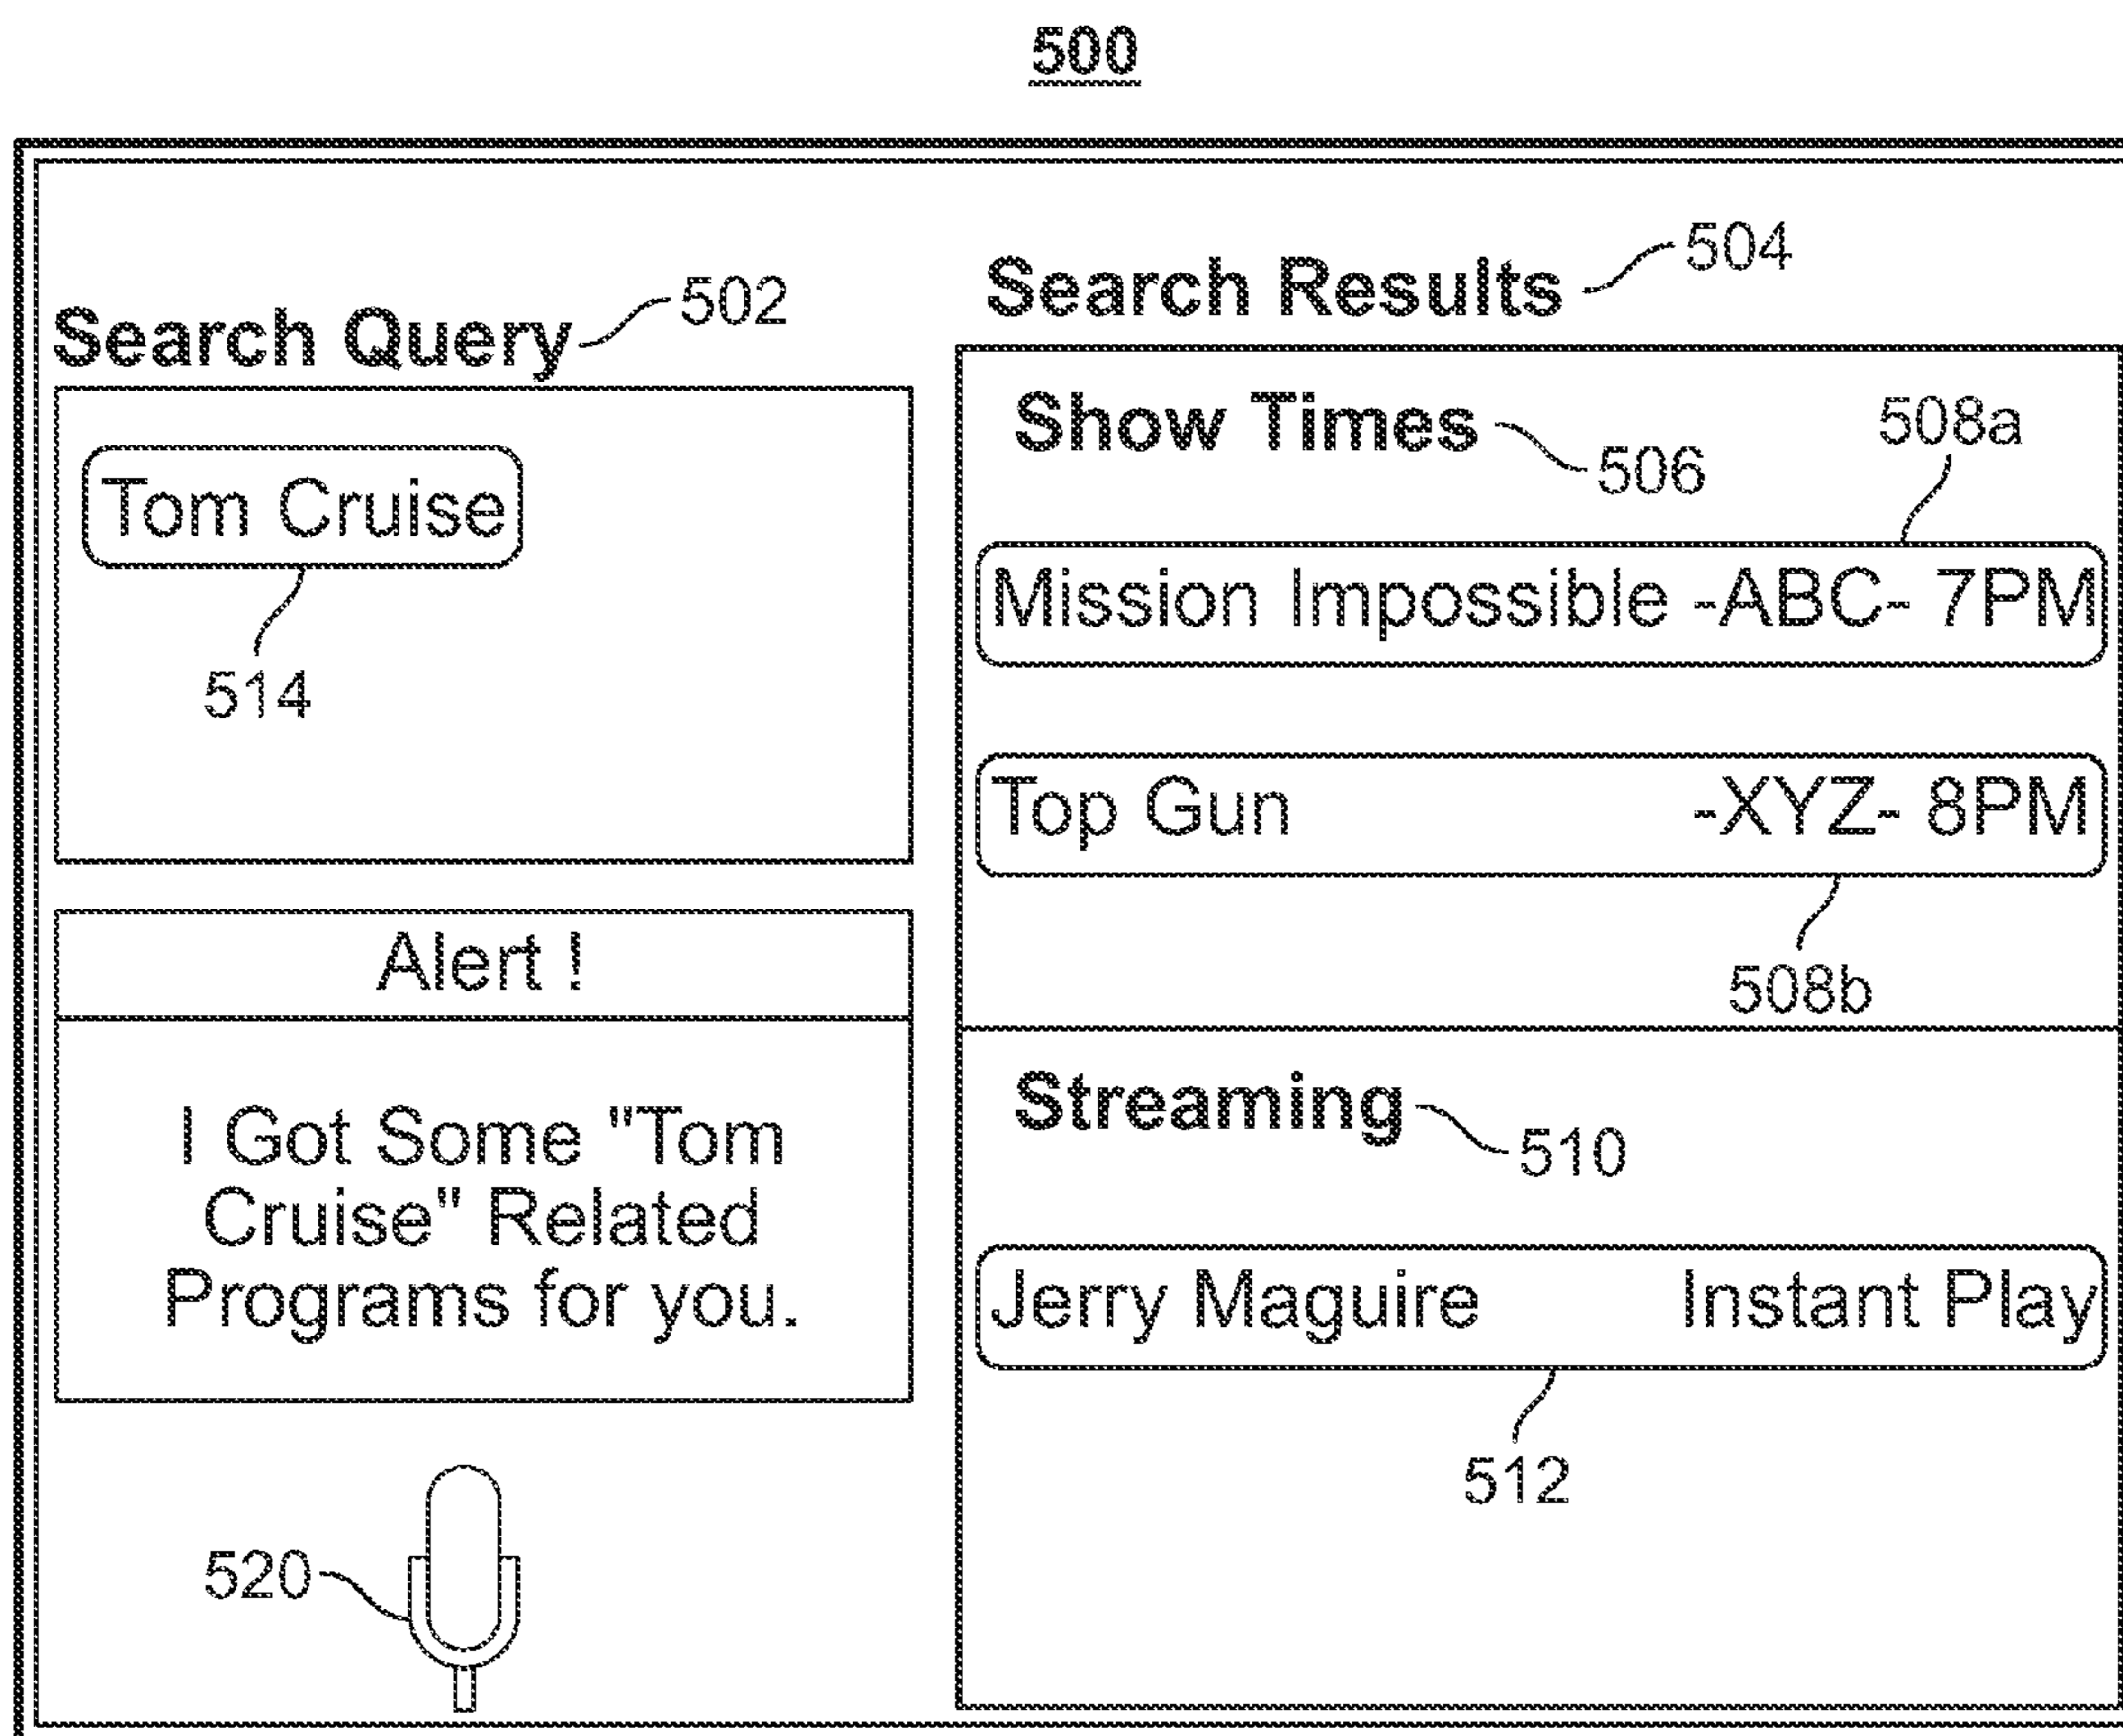 500
Search Query 502
Tom Cruise
514
Alert !
I Got Some "Tom
Cruise" Related
Programs for you.
520
Search Results 504
Show Times 506
508a
Mission Impossible -ABC- 7PM
Top Gun -XYZ- 8PM
508b
Streaming 510
Jerry Maguire Instant Play
512